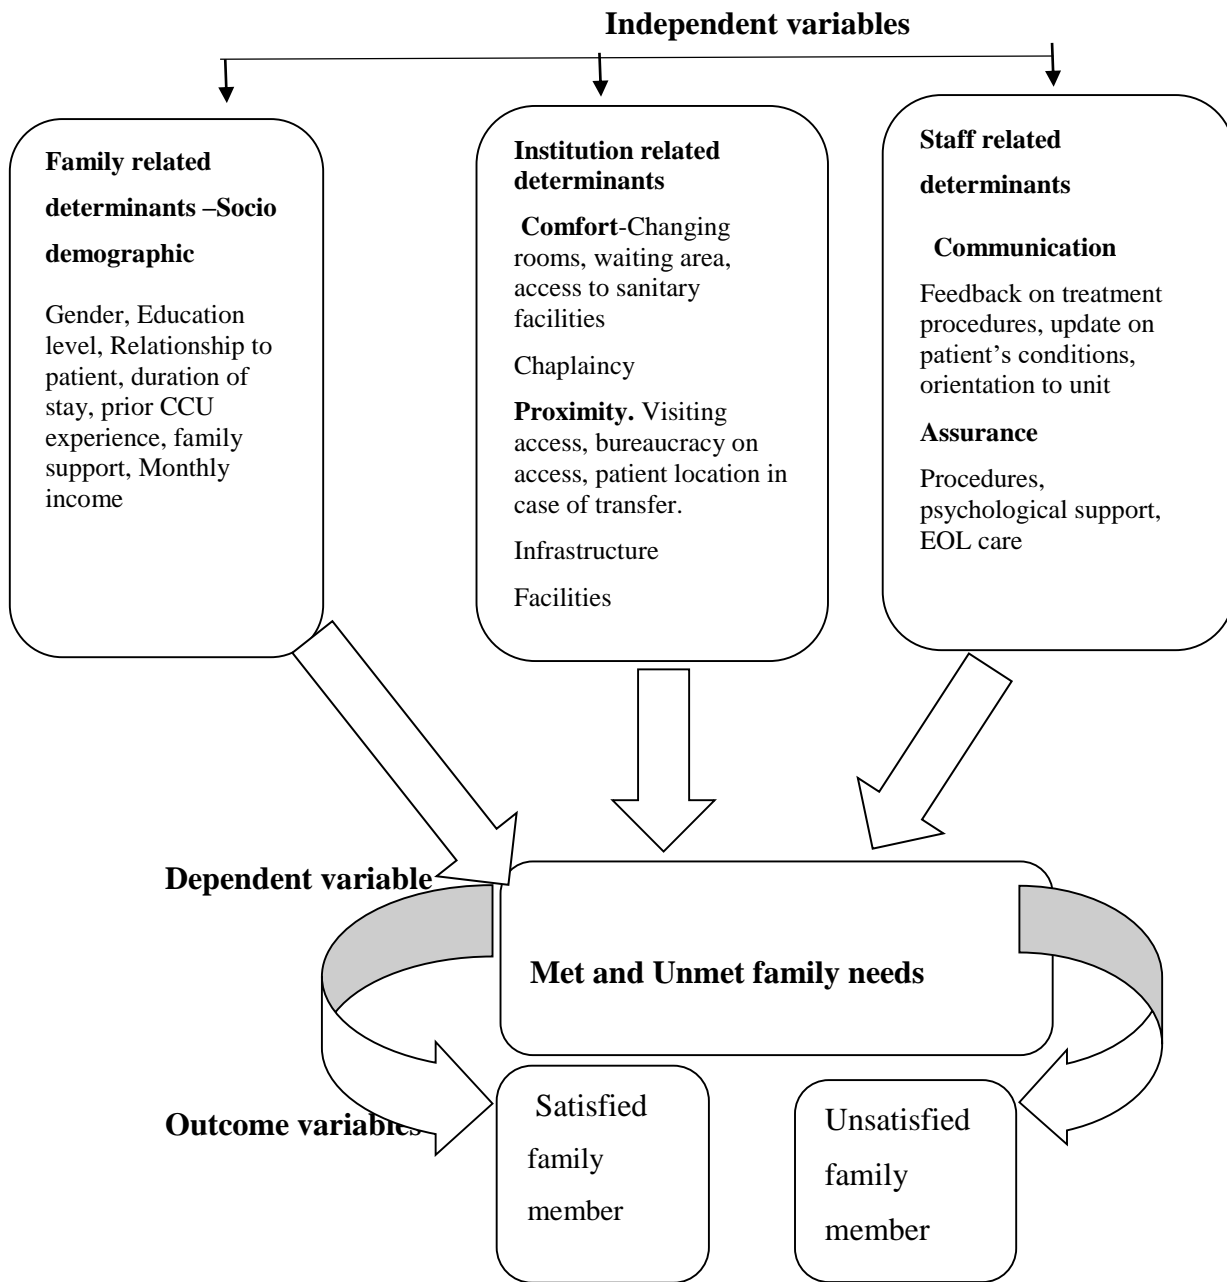 Independent variables
Family related
determinants –Socio
demographic
Gender, Education
level, Relationship to
patient, duration of
stay, prior CCU
experience, family
support, Monthly
income
Institution related
determinants
Comfort-Changing
rooms, waiting area,
access to sanitary
facilities
Chaplaincy
Proximity. Visiting
access, bureaucracy on
access, patient location in
case of transfer.
Infrastructure
Facilities
Staff related
determinants
Communication
Feedback on treatment
procedures, update on
patient’s conditions,
orientation to unit
Assurance
Procedures,
psychological support,
EOL care
Dependent variable
Met and Unmet family needs
Outcome variables
Satisfied
family
member
Unsatisfied
family
member